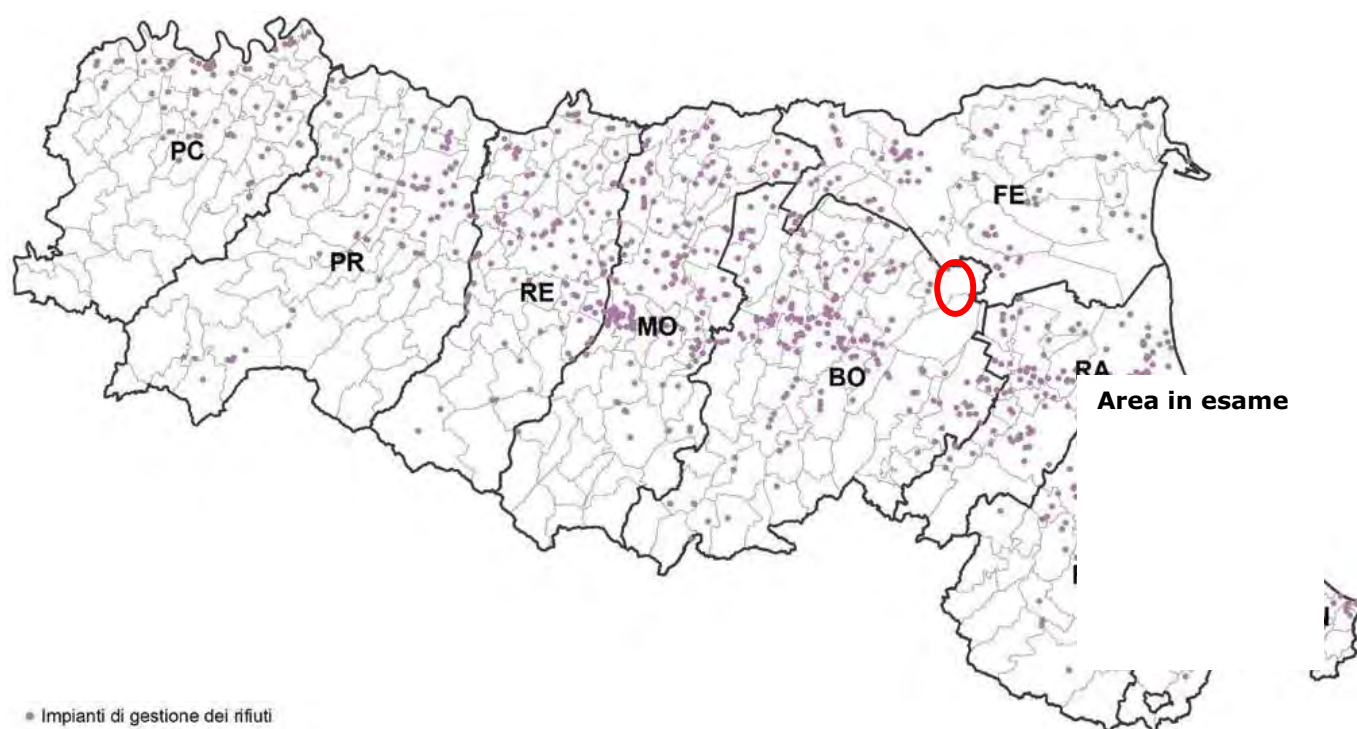 PC
FE
PR
RE
MO
RA
BO
Area in esame
Impianti di gestione dei rifiuti